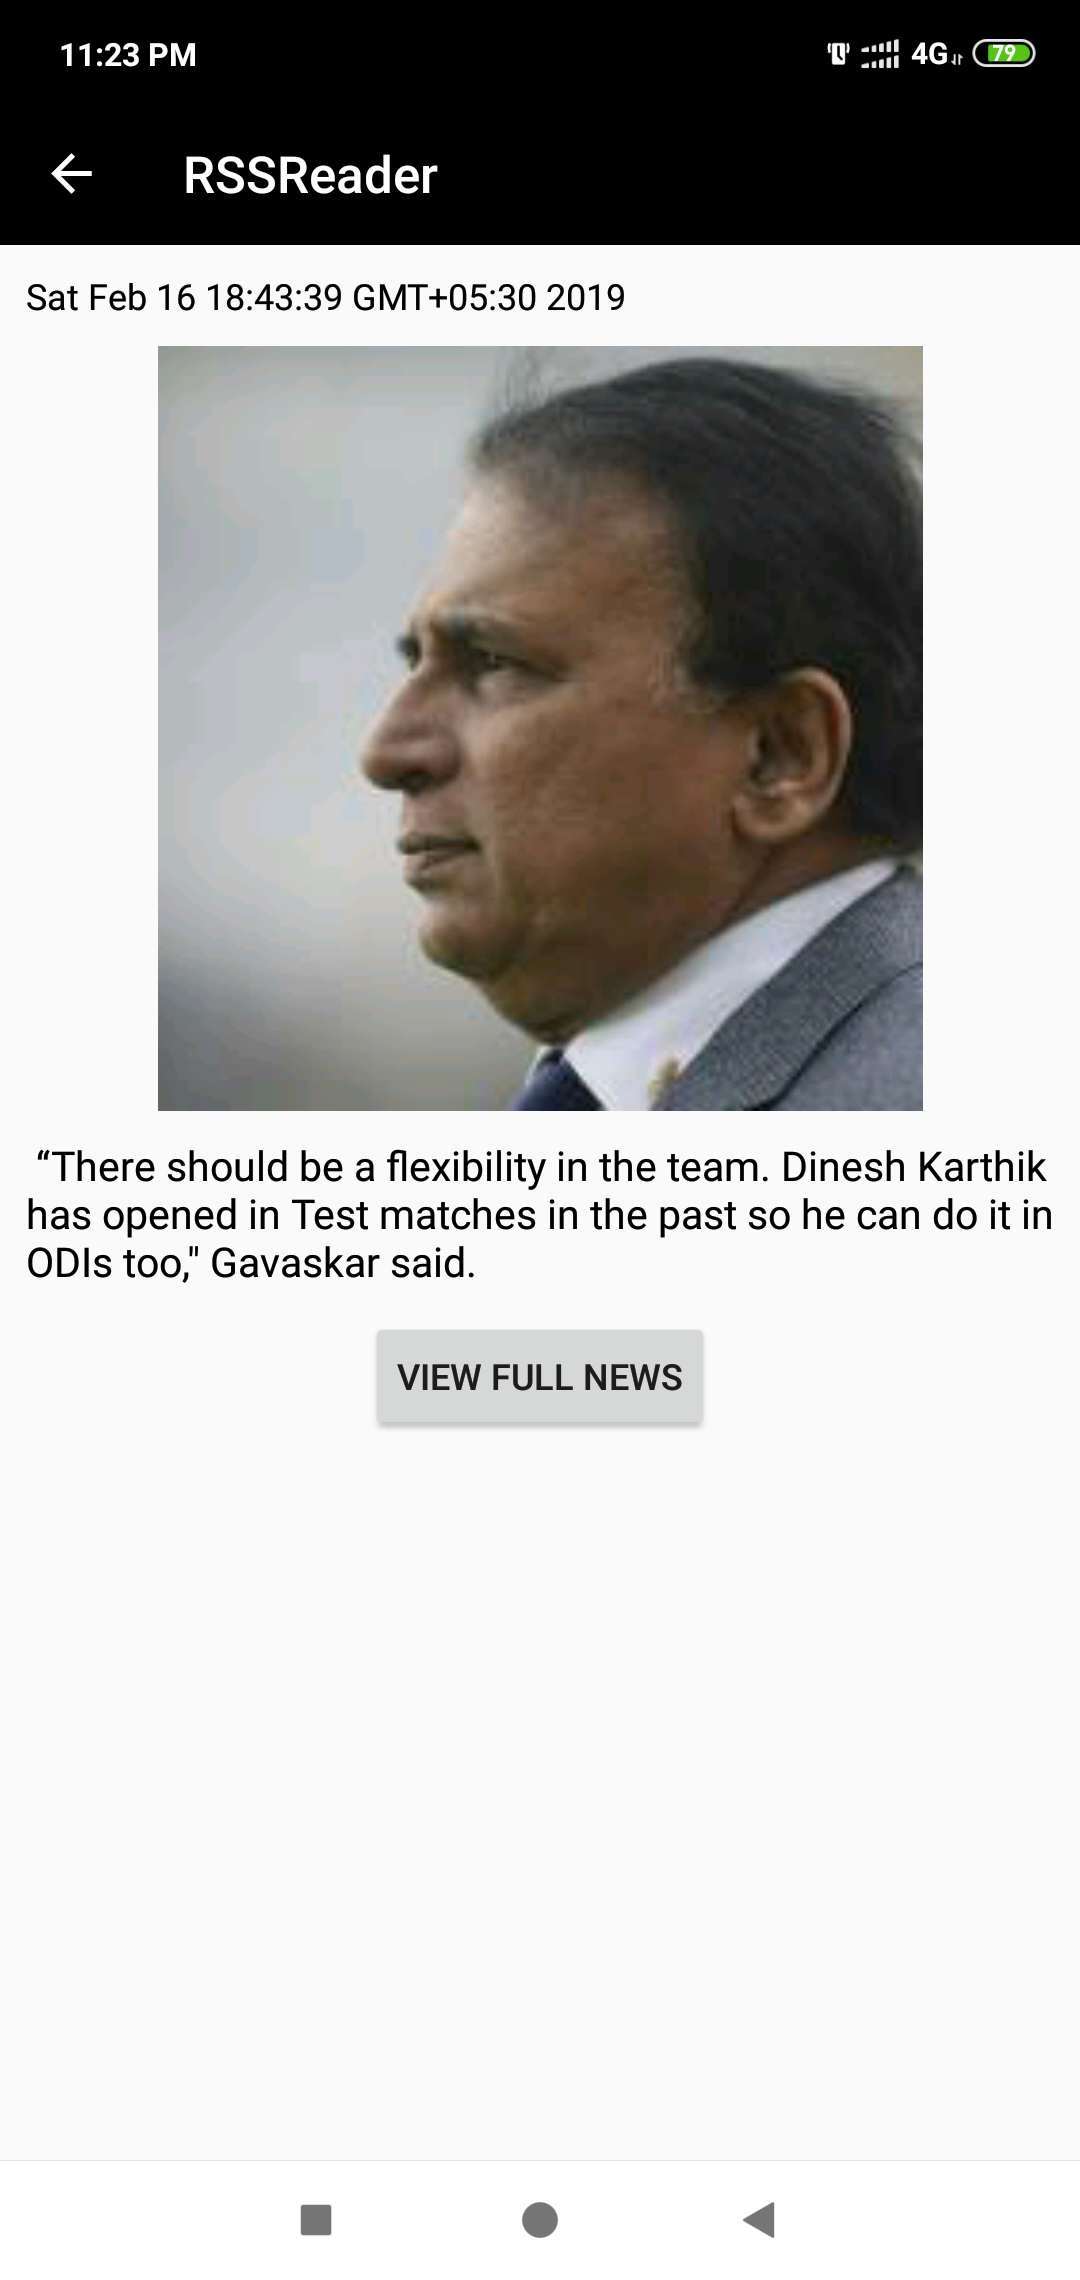 11:23 PM
4G
79
RSSReader
Sat Feb 16 18:43:39 GMT+05:30 2019
“There should be a flexibility in the team. Dinesh Karthik
has opened in Test matches in the past so he can do it in
ODIs too," Gavaskar said.
VIEW FULL NEWS